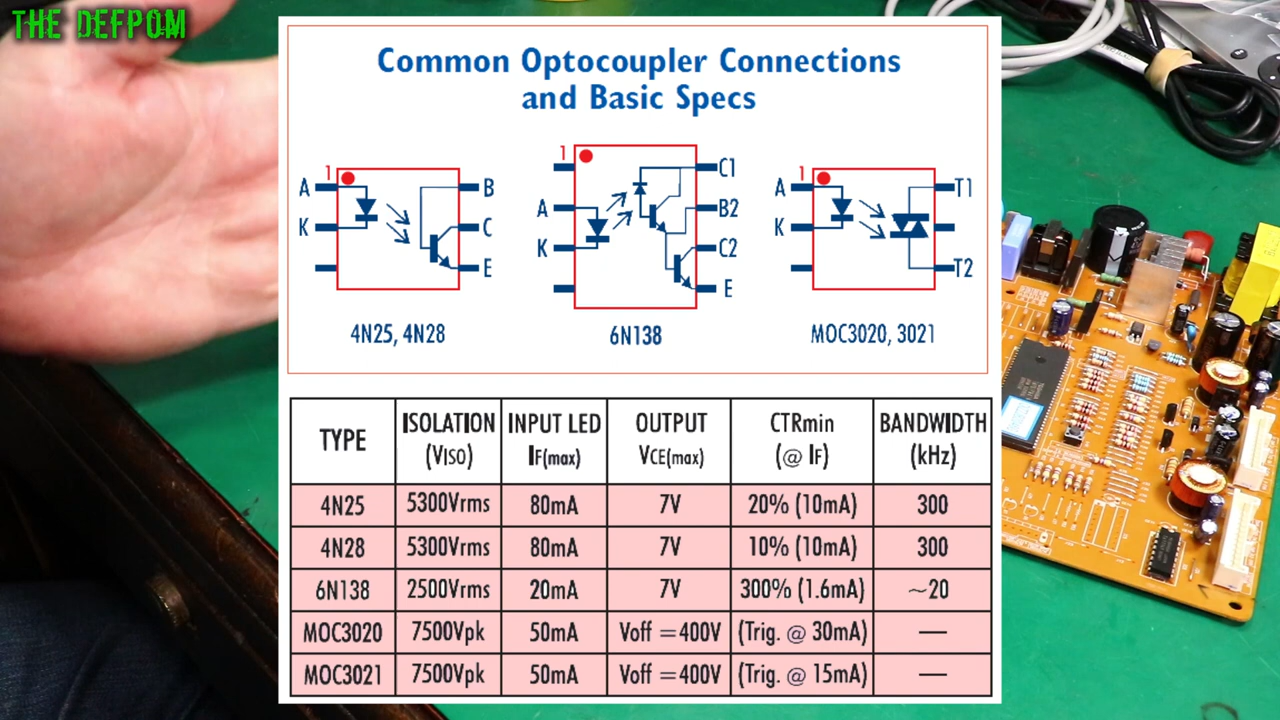 THE DEFPOM
Common Optocoupler Connections
and Basic Specs
1
A
K
B
C
E
4N25, 4N28
1
A
K
C1
B2
C2
E
6N138
1
A
K
T1
T2
MOC3020, 3021
TYPE ISOLATION (VISO) INPUT LED IF(max) OUTPUT VCE(max) CTRmin (@ IF) BANDWIDTH (kHz)
4N25 5300Vrms 80mA 7V 20% (10mA) 300
4N28 5300Vrms 80mA 7V 10% (10mA) 300
6N138 2500Vrms 20mA 7V 300% (1.6mA) ~20
MOC3020 7500Vpk 50mA Voff =400V (Trig. @ 30mA) —
MOC3021 7500Vpk 50mA Voff =400V (Trig. @ 15mA) —